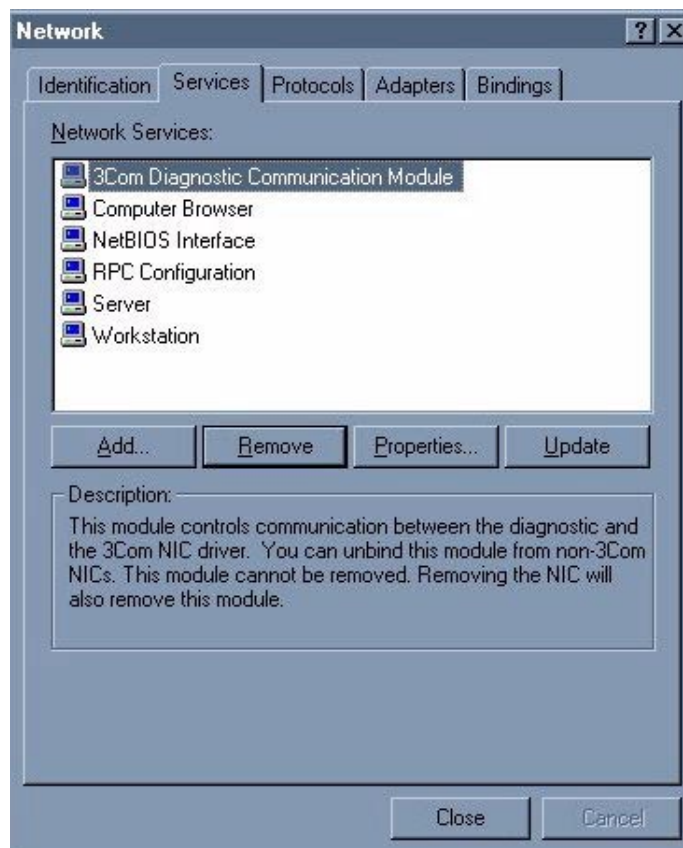 Network
Identification Services Protocols Adapters Bindings
Network Services:
3Com Diagnostic Communication Module
Computer Browser
NetBIOS Interface
RPC Configuration
Server
Workstation
Add... Remove Properties... Update
Description:
This module controls communication between the diagnostic and
the 3Com NIC driver. You can unbind this module from non-3Com
NICs. This module cannot be removed. Removing the NIC will
also remove this module.
Close Cancel